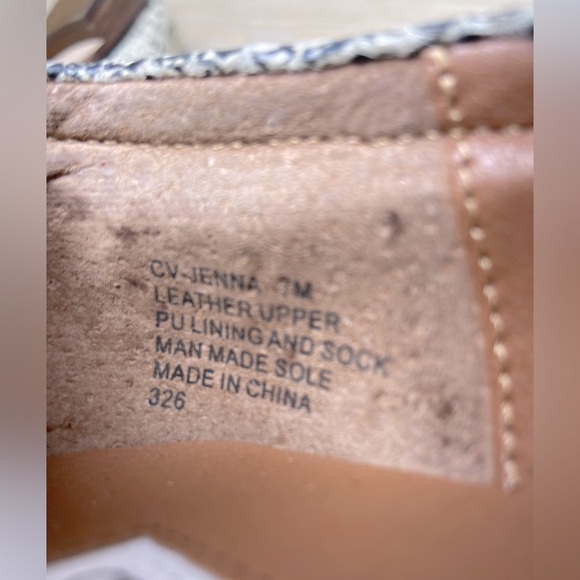 CV-JENNA 7M
LEATHER UPPER
PU LINING AND SOCK
MAN MADE SOLE
MADE IN CHINA
326